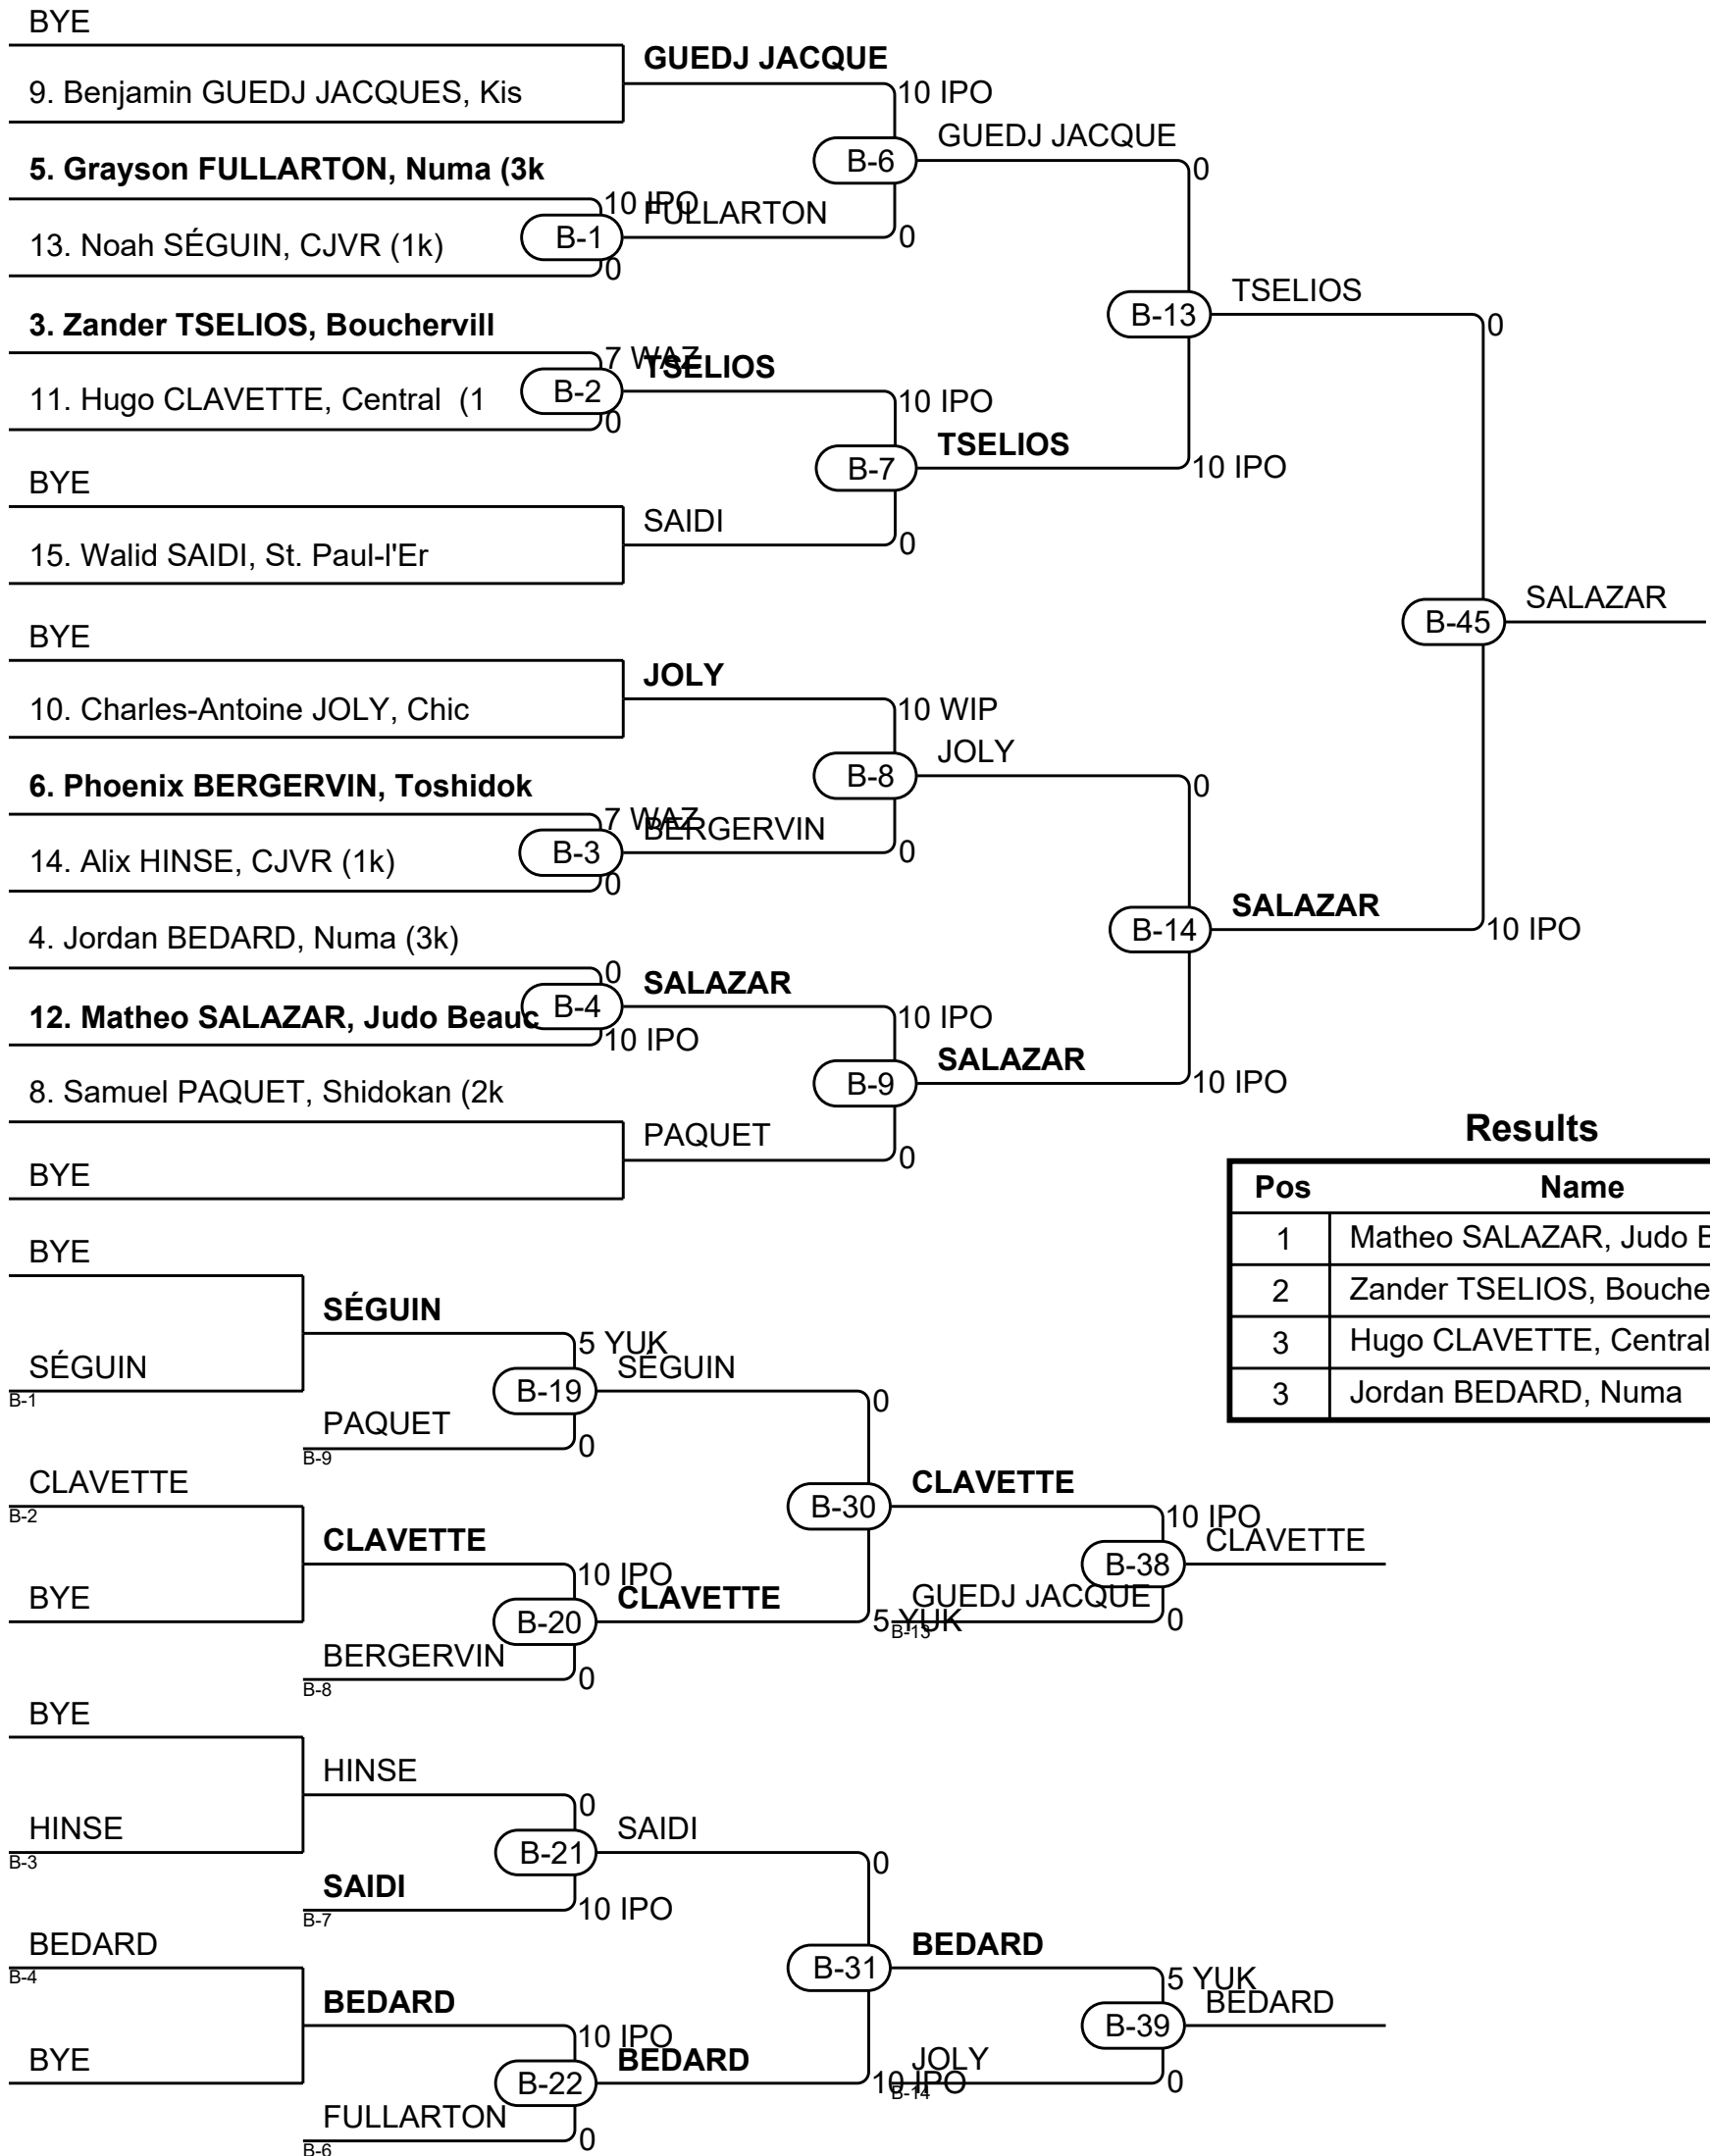 BYE
GUEDJ JACQUE
9. Benjamin GUEDJ JACQUES, Kis
10 IPO
GUEDJ JACQUE
5. Grayson FULLARTON, Numa (3k
B-6
0
10 IPO
FULLARTON
13. Noah SÉGUIN, CJVR (1k)
B-1
0
0
TSELIOS
3. Zander TSELIOS, Bouchervill
B-13
0
7 WAZ
TSELIOS
11. Hugo CLAVETTE, Central (1
B-2
10 IPO
0
TSELIOS
B-7
10 IPO
BYE
SAIDI
0
15. Walid SAIDI, St. Paul-l'Er
SALAZAR
B-45
BYE
JOLY
10. Charles-Antoine JOLY, Chic
10 WIP
JOLY
6. Phoenix BERGERVIN, Toshidok
B-8
0
7 WAZ
BERGERVIN
14. Alix HINSE, CJVR (1k)
B-3
0
0
SALAZAR
4. Jordan BEDARD, Numa (3k)
B-14
10 IPO
0
SALAZAR
12. Matheo SALAZAR, Judo Beauc
B-4
10 IPO
10 IPO
SALAZAR
8. Samuel PAQUET, Shidokan (2k
B-9
10 IPO
PAQUET
0
BYE
Results
Pos Name
1 Matheo SALAZAR, Judo B
2 Zander TSELIOS, Bouche
3 Hugo CLAVETTE, Central
3 Jordan BEDARD, Numa
BYE
SÉGUIN
5 YUK
SÉGUIN
SÉGUIN
B-1
B-19
0
PAQUET
B-9
0
CLAVETTE
B-2
CLAVETTE
B-30
10 IPO
CLAVETTE
CLAVETTE
B-38
10 IPO
BYE
CLAVETTE
GUEDJ JACQUE
B-20
5 YUK
B-13
0
BERGERVIN
B-8
0
BYE
HINSE
0
HINSE
B-3
SAIDI
B-21
0
SAIDI
B-7
10 IPO
BEDARD
B-4
BEDARD
B-31
5 YUK
BEDARD
BEDARD
B-39
10 IPO
BYE
BEDARD
JOLY
B-22
10 IPO
B-14
0
FULLARTON
B-6
0